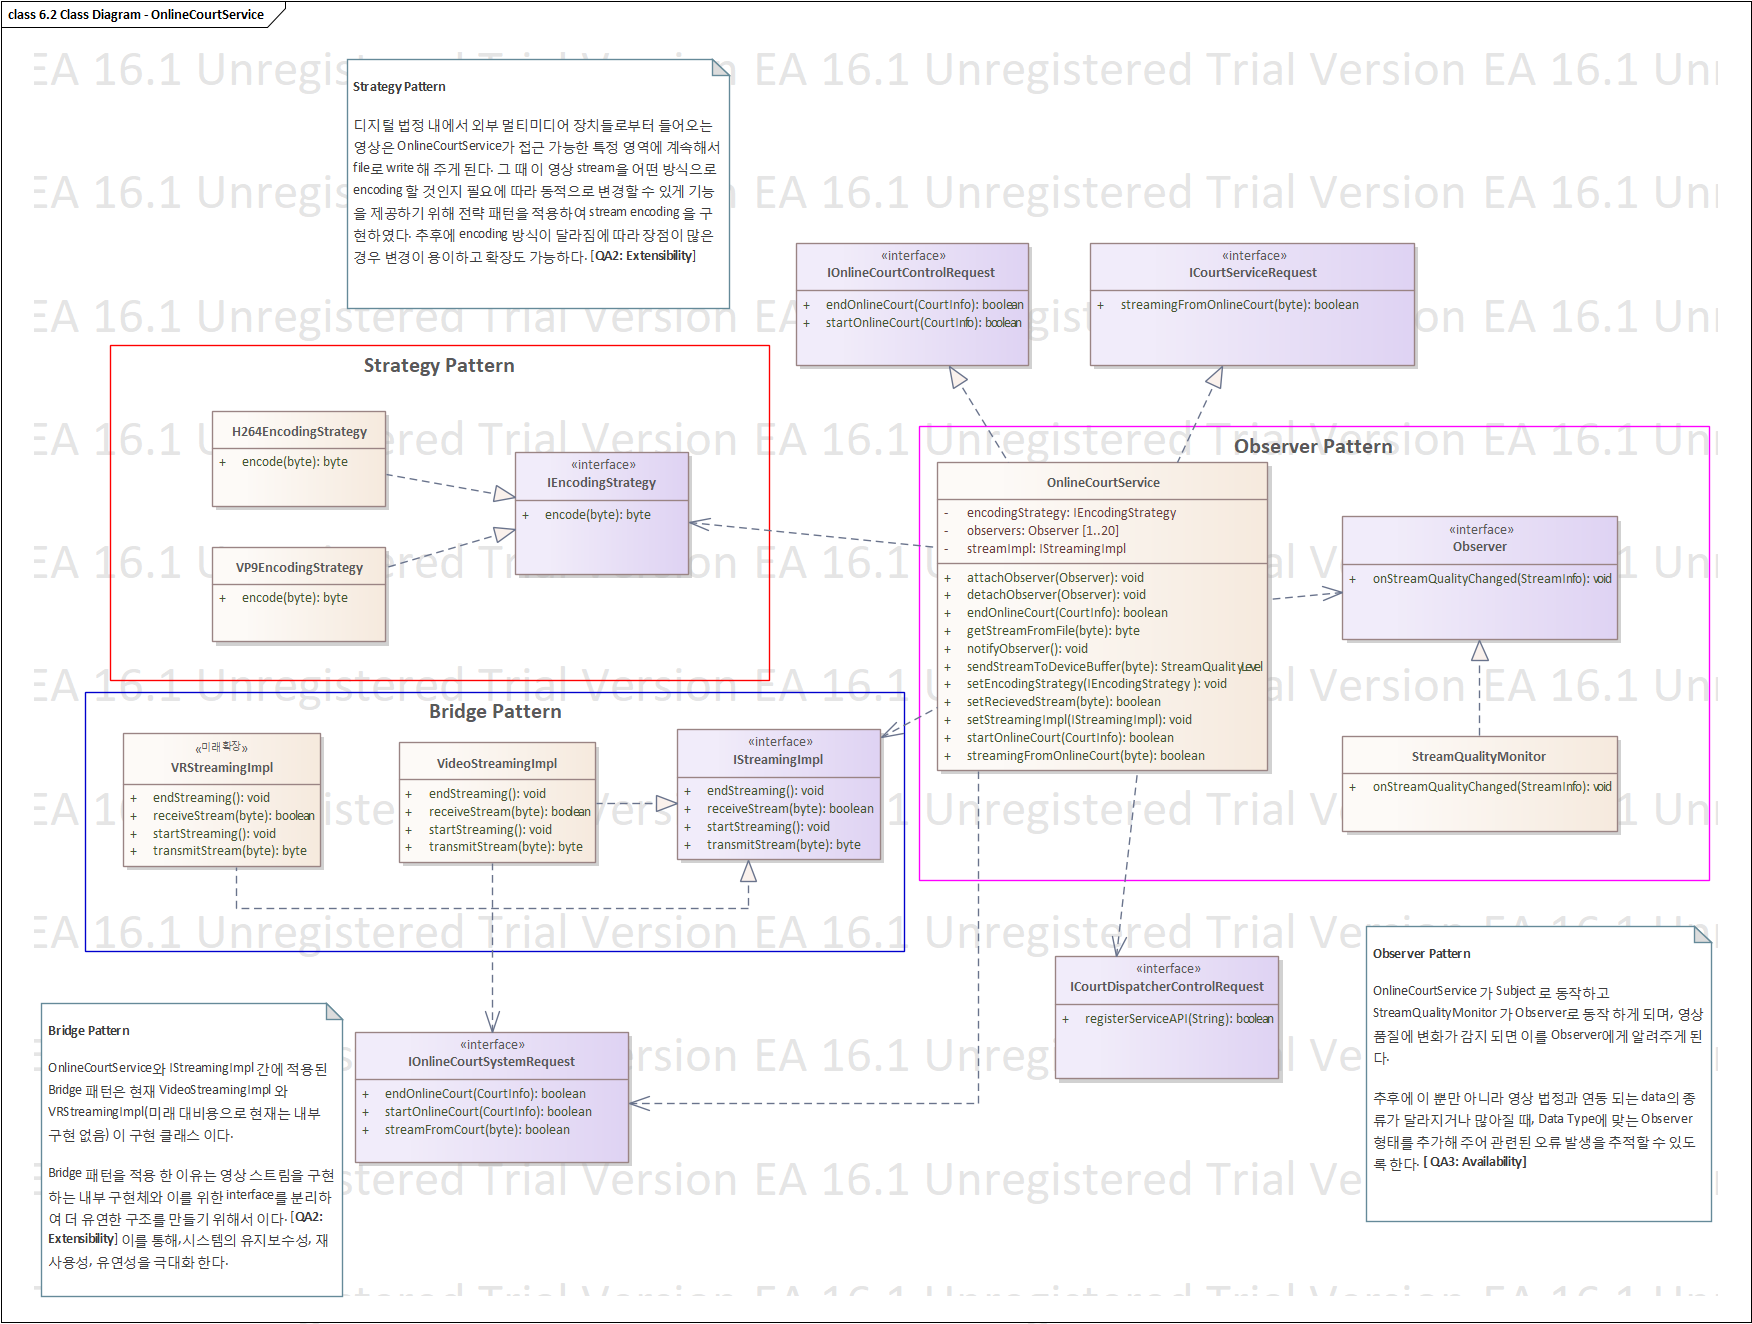 class 6.2 Class Diagram - OnlineCourtService
EA 16.1 Unregistered Trial Version EA 16.1 Unregistered Trial Version EA 16.1 Unr
Strategy Pattern
디지털 법정 내에서 외부 멀티미디어 장치들로부터 들어오는
영상은 OnlineCourtService가 접근 가능한 특정 영역에 계속해서
file로 write 해 주게 된다. 그 때 이 영상 stream을 어떤 방식으로
encoding 할 것인지 필요에 따라 동적으로 변경할 수 있게 기능
을 제공하기 위해 전략 패턴을 적용하여 stream encoding 을 구
현하였다. 추후에 encoding 방식이 달라짐에 따라 장점이 많은
경우 변경이 용이하고 확장도 가능하다. [QA2: Extensibility]
«interface»
IOnlineCourtControlRequest
+ endOnlineCourt(CourtInfo): boolean
+ startOnlineCourt(CourtInfo): boolean
«interface»
ICourtServiceRequest
+ streamingFromOnlineCourt(byte): boolean
Strategy Pattern
H264EncodingStrategy
+ encode(byte): byte
VP9EncodingStrategy
+ encode(byte): byte
«interface»
IEncodingStrategy
+ encode(byte): byte
Observer Pattern
OnlineCourtService
- encodingStrategy: IEncodingStrategy
- observers: Observer [1..20]
- streamImpl: IStreamingImpl
+ attachObserver(Observer): void
+ detachObserver(Observer): void
+ endOnlineCourt(CourtInfo): boolean
+ getStreamFromFile(byte): byte
+ notifyObserver(): void
+ sendStreamToDeviceBuffer(byte): StreamQualityLevel
+ setEncodingStrategy(IEncodingStrategy ): void
+ setRecievedStream(byte): boolean
+ setStreamingImpl(IStreamingImpl): void
+ startOnlineCourt(CourtInfo): boolean
+ streamingFromOnlineCourt(byte): boolean
«interface»
Observer
+ onStreamQualityChanged(StreamInfo): void
StreamQualityMonitor
+ onStreamQualityChanged(StreamInfo): void
Bridge Pattern
«미래확장»
VRStreamingImpl
+ endStreaming(): void
+ receiveStream(byte): boolean
+ startStreaming(): void
+ transmitStream(byte): byte
VideoStreamingImpl
+ endStreaming(): void
+ receiveStream(byte): boolean
+ startStreaming(): void
+ transmitStream(byte): byte
«interface»
IStreamingImpl
+ endStreaming(): void
+ receiveStream(byte): boolean
+ startStreaming(): void
+ transmitStream(byte): byte
«interface»
ICourtDispatcherControlRequest
+ registerServiceAPI(String): boolean
«interface»
IOnlineCourtSystemRequest
+ endOnlineCourt(CourtInfo): boolean
+ startOnlineCourt(CourtInfo): boolean
+ streamFromCourt(byte): boolean
Bridge Pattern
OnlineCourtService와 IStreamingImpl 간에 적용된
Bridge 패턴은 현재 VideoStreamingImpl 와
VRStreamingImpl(미래 대비용으로 현재는 내부
구현 없음) 이 구현 클래스 이다.
Bridge 패턴을 적용 한 이유는 영상 스트림을 구현
하는 내부 구현체와 이를 위한 interface를 분리하
여 더 유연한 구조를 만들기 위해서 이다. [QA2:
Extensibility] 이를 통해,시스템의 유지보수성, 재
사용성, 유연성을 극대화 한다.
Observer Pattern
OnlineCourtService 가 Subject 로 동작하고
StreamQualityMonitor 가 Observer로 동작 하게 되며, 영상
품질에 변화가 감지 되면 이를 Observer에게 알려주게 된
다.
추후에 이 뿐만 아니라 영상 법정과 연동 되는 data의 종
류가 달라지거나 많아질 때, Data Type에 맞는 Observer
형태를 추가해 주어 관련된 오류 발생을 추적할 수 있도
록 한다. [ QA3: Availability]